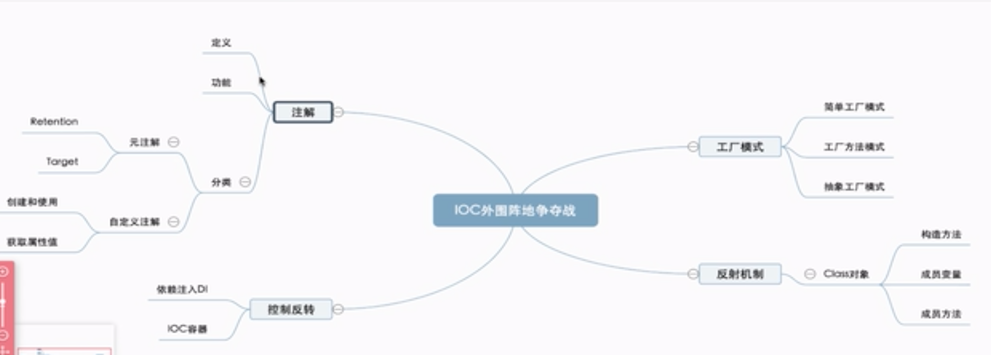 IOC外围阵地争夺战
注解
定义
功能
分类
元注解
Retention
Target
自定义注解
创建和使用
获取属性值
控制反转
依赖注入DI
IOC容器
工厂模式
简单工厂模式
工厂方法模式
抽象工厂模式
反射机制
Class对象
构造方法
成员变量
成员方法